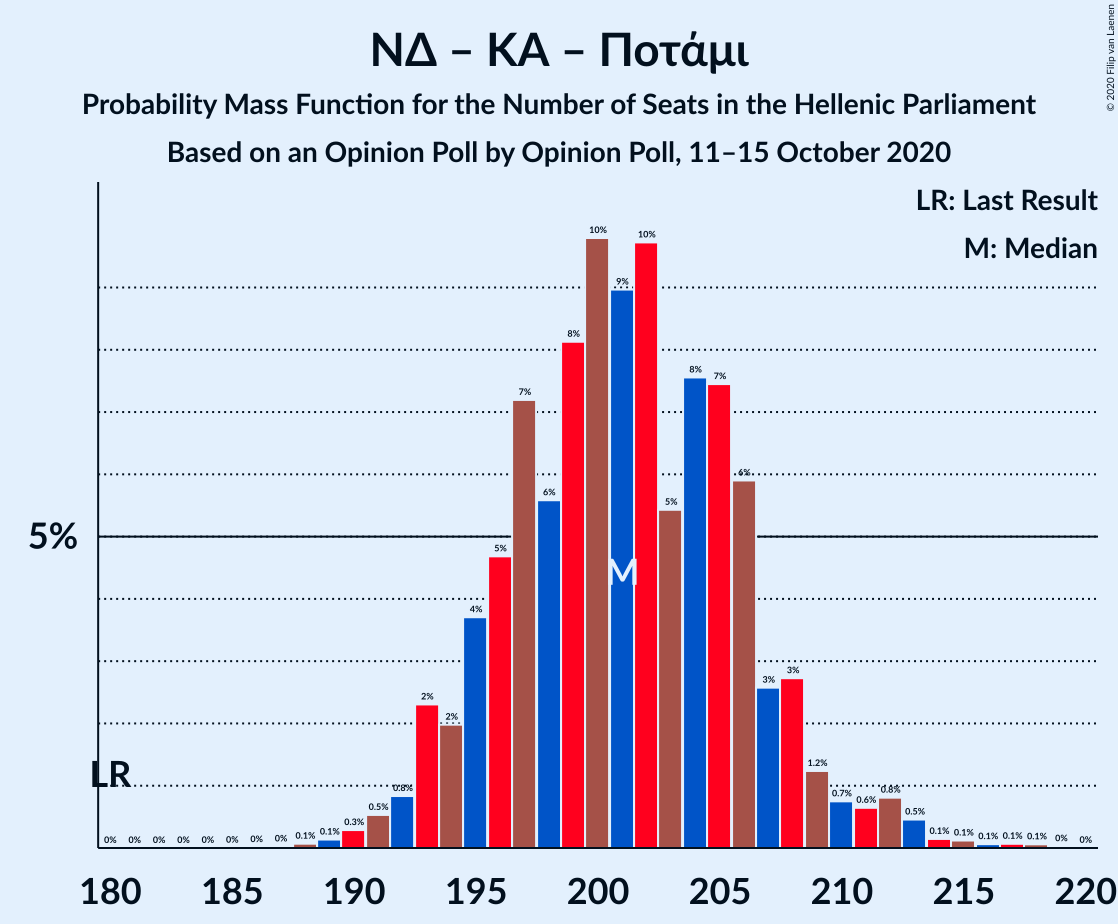 ΝΔ – ΚΑ – Ποτάμι
Probability Mass Function for the Number of Seats in the Hellenic Parliament
Based on an Opinion Poll by Opinion Poll, 11–15 October 2020
© 2020 Filip van Laenen
LR: Last Result
M: Median
5%
LR
M
0% 0% 0% 0% 0% 0% 0% 0% 0.1% 0.1% 0.3% 0.5% 0.8% 2% 2% 4% 5% 7% 6% 8% 10% 9% 10% 5% 8% 7% 6% 3% 3% 1.2% 0.7% 0.6% 0.8% 0.5% 0.1% 0.1% 0.1% 0.1% 0.1% 0% 0%
180 185 190 195 200 205 210 215 220